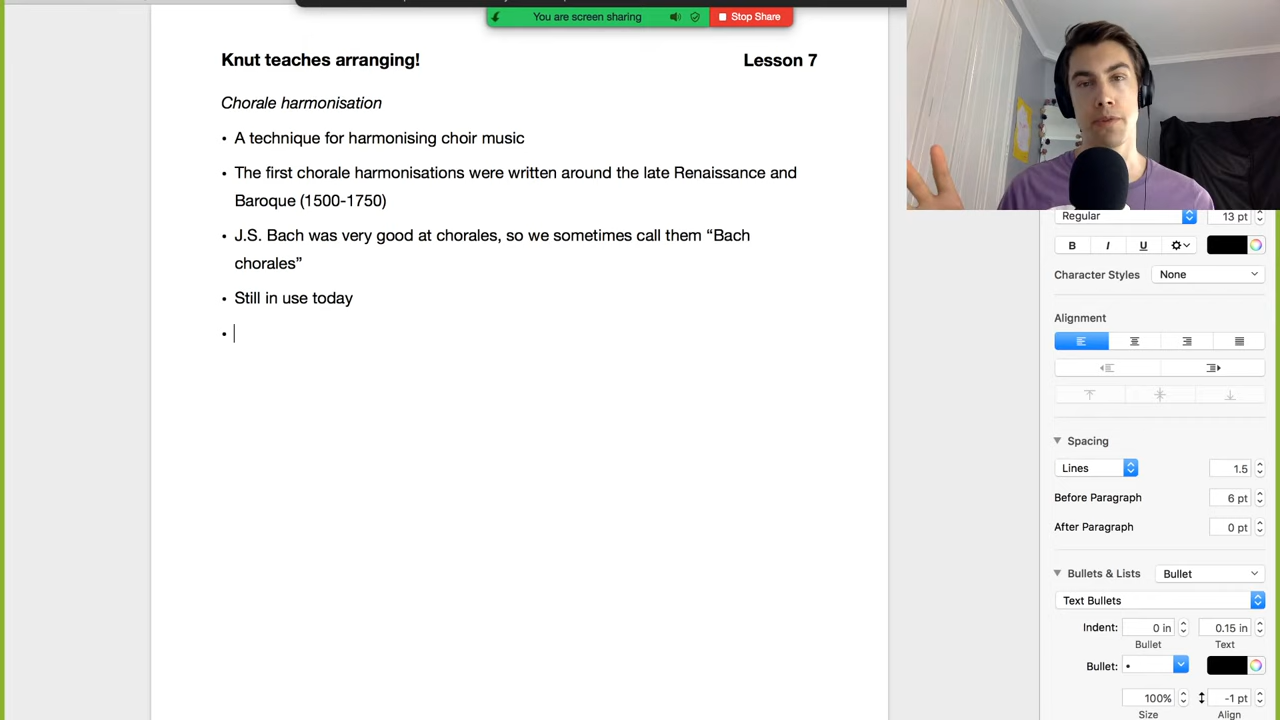 You are screen sharing
Stop Share
Knut teaches arranging!
Lesson 7
Chorale harmonisation
• A technique for harmonising choir music
• The first chorale harmonisations were written around the late Renaissance and
Baroque (1500-1750)
• J.S. Bach was very good at chorales, so we sometimes call them “Bach
chorales”
• Still in use today
•
Regular
13 pt
B I U
Character Styles
None
Alignment
Spacing
Lines
1.5
Before Paragraph
6 pt
After Paragraph
0 pt
Bullets & Lists
Bullet
Text Bullets
Indent:
0 in
0.15 in
Bullet
Text
Bullet:
•
100%
-1 pt
Size
Align